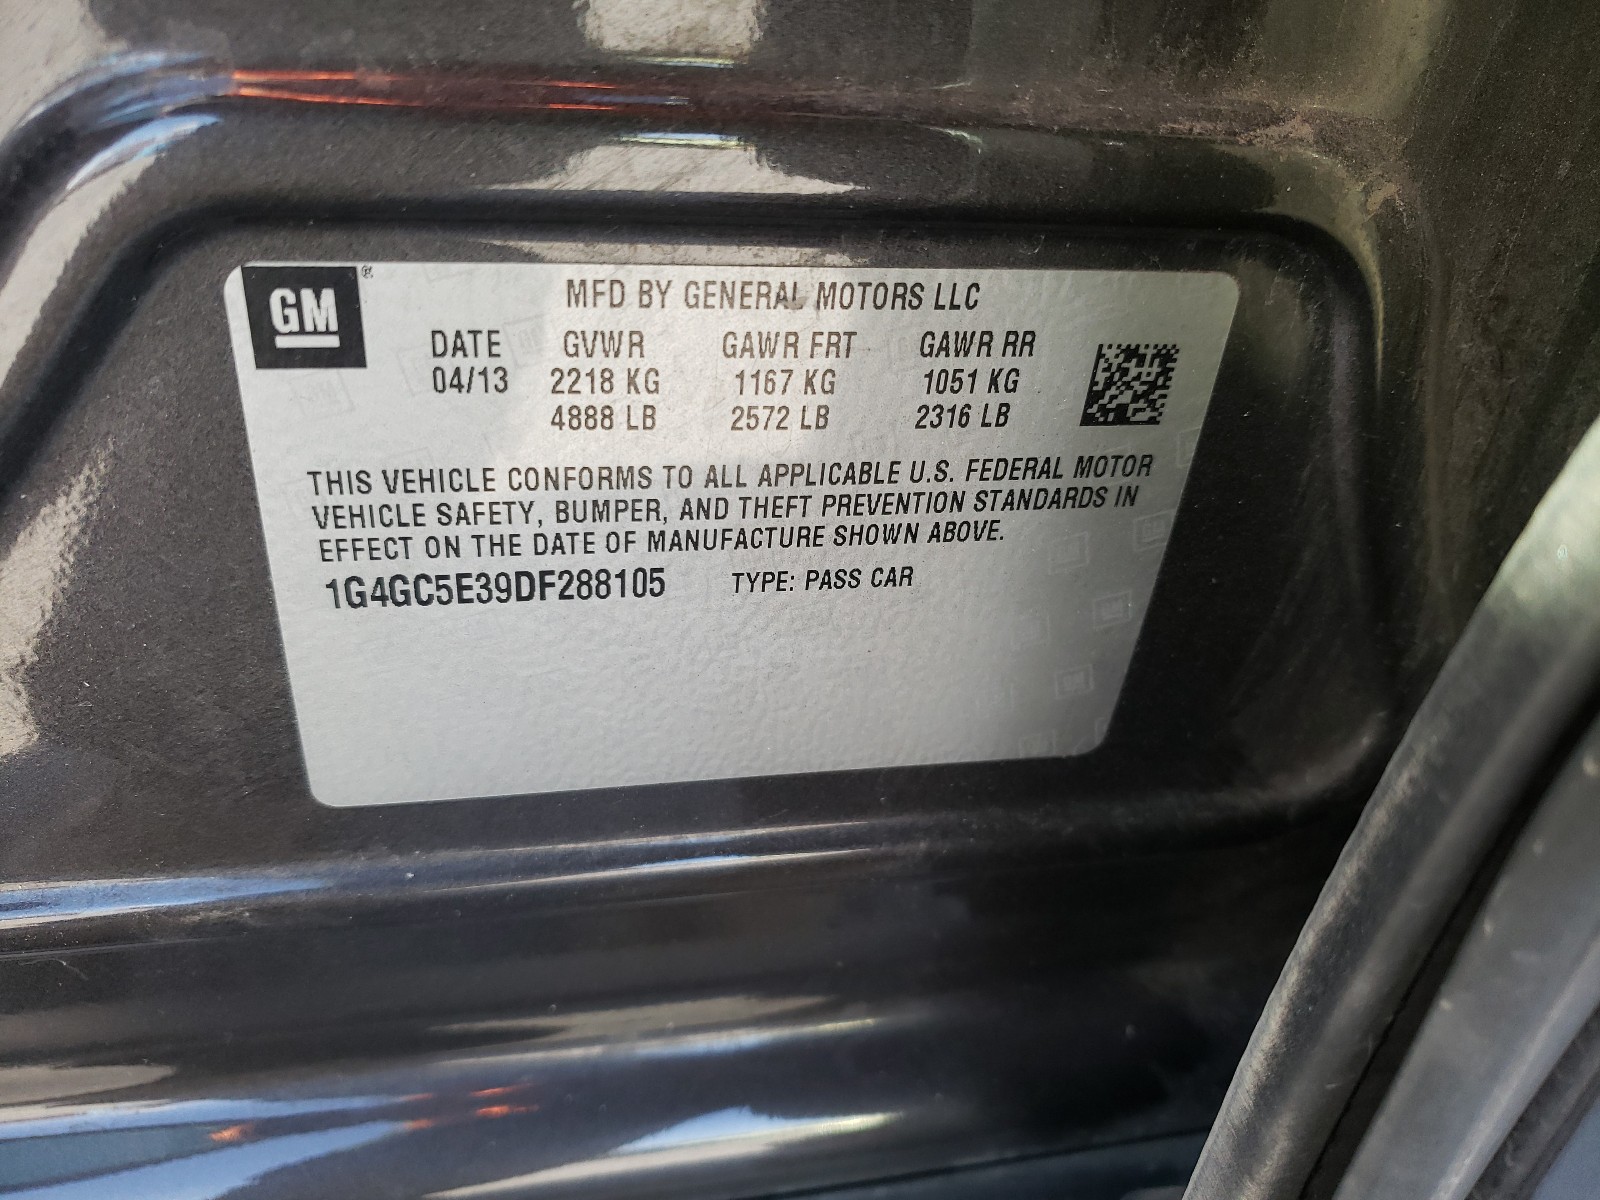 GM®
MFD BY GENERAL MOTORS LLC
DATE GVWR GAWR FRT GAWR RR
04/13 2218 KG 1167 KG 1051 KG
4888 LB 2572 LB 2316 LB
THIS VEHICLE CONFORMS TO ALL APPLICABLE U.S. FEDERAL MOTOR
VEHICLE SAFETY, BUMPER, AND THEFT PREVENTION STANDARDS IN
EFFECT ON THE DATE OF MANUFACTURE SHOWN ABOVE.
1G4GC5E39DF288105 TYPE: PASS CAR